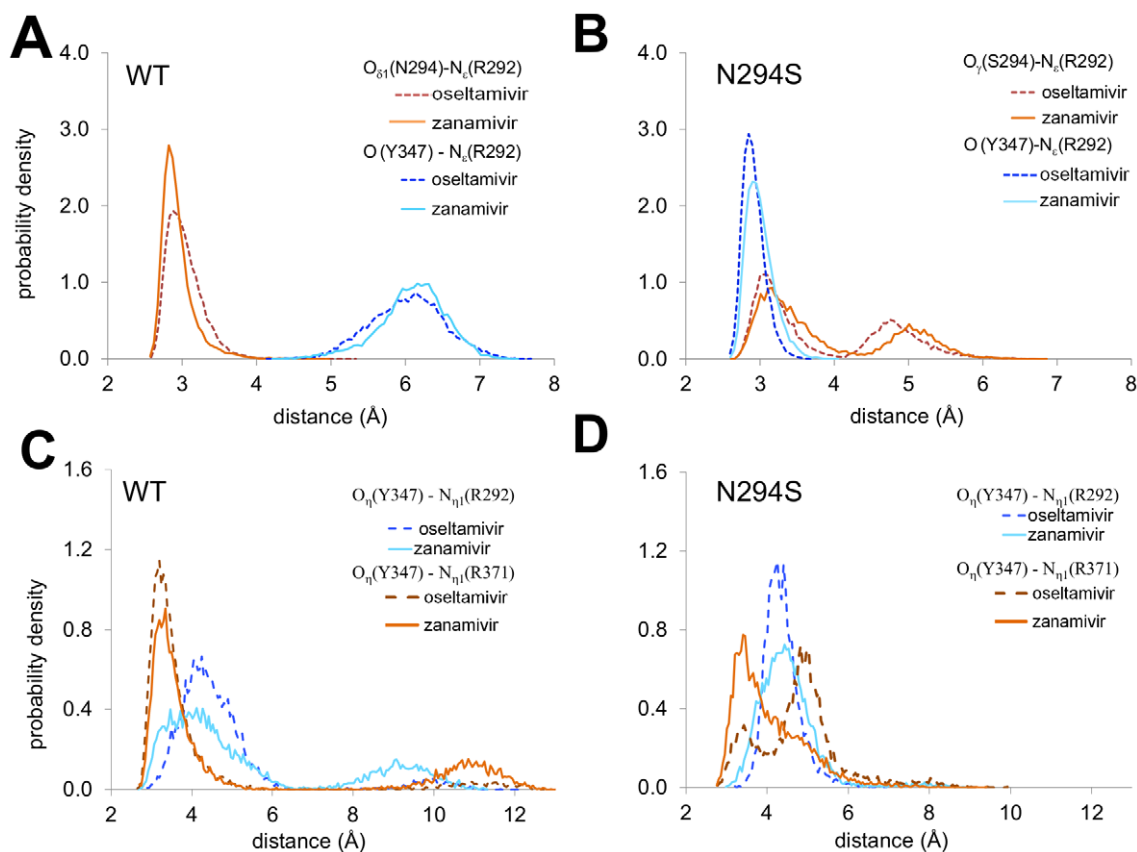 A
WT
4.0
3.0
2.0
1.0
0.0
probability density
2 3 4 5 6 7 8
distance (Å)
Oδ1(N294)-Nε(R292)
oseltamivir
zanamivir
O (Y347) - Nε(R292)
oseltamivir
zanamivir
B
N294S
4.0
3.0
2.0
1.0
0.0
2 3 4 5 6 7 8
distance (Å)
Oγ(S294)-Nε(R292)
oseltamivir
zanamivir
O(Y347)-Nε(R292)
oseltamivir
zanamivir
C
WT
1.6
1.2
0.8
0.4
0.0
probability density
2 4 6 8 10 12
distance (Å)
Oη(Y347) - Nη1(R292)
oseltamivir
zanamivir
Oη(Y347) - Nη1(R371)
oseltamivir
zanamivir
D
N294S
1.6
1.2
0.8
0.4
0.0
2 4 6 8 10 12
distance (Å)
Oη(Y347) - Nη1(R292)
oseltamivir
zanamivir
Oη(Y347) - Nη1(R371)
oseltamivir
zanamivir